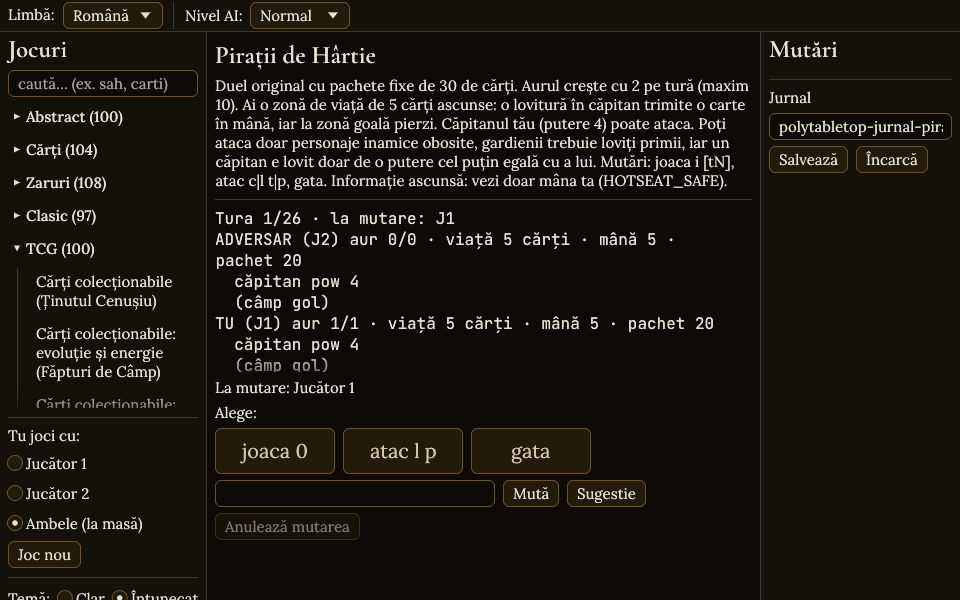 Limbă:
Română
Nivel AI:
Normal
Jocuri
caută... (ex. sah, carti)
Abstract (100)
Cărți (104)
Zaruri (108)
Clasic (97)
TCG (100)
Cărți colecționabile
(Ținutul Cenușiu)
Cărți colecționabile:
evoluție și energie
(Făpturi de Câmp)
Cărți colecționabile:
Tu joci cu:
Jucător 1
Jucător 2
Ambele (la masă)
Joc nou
Temă:
Clar
Întunecat
Pirații de Hârtie
Duel original cu pachete fixe de 30 de cărți. Aurul crește cu 2 pe tură (maxim
10). Ai o zonă de viață de 5 cărți ascunse: o lovitură în căpitan trimite o carte
în mână, iar la zonă goală pierzi. Căpitanul tău (putere 4) poate ataca. Poți
ataca doar personaje inamice obosite, gardienii trebuie loviți primii, iar un
căpitan e lovit doar de o putere cel puțin egală cu a lui. Mutări: joaca i [tN],
atac c|l t|p, gata. Informație ascunsă: vezi doar mâna ta (HOTSEAT_SAFE).
Tura 1/26 · la mutare: J1
ADVERSAR (J2) aur 0/0 · viață 5 cărți · mână 5 ·
pachet 20
căpitan pow 4
(câmp gol)
TU (J1) aur 1/1 · viață 5 cărți · mână 5 · pachet 20
căpitan pow 4
(câmp gol)
La mutare: Jucător 1
Alege:
joaca 0
atac l p
gata
Mută
Sugestie
Anulează mutarea
Mutări
Jurnal
polytabletop-jurnal-pira
Salvează
Încarcă